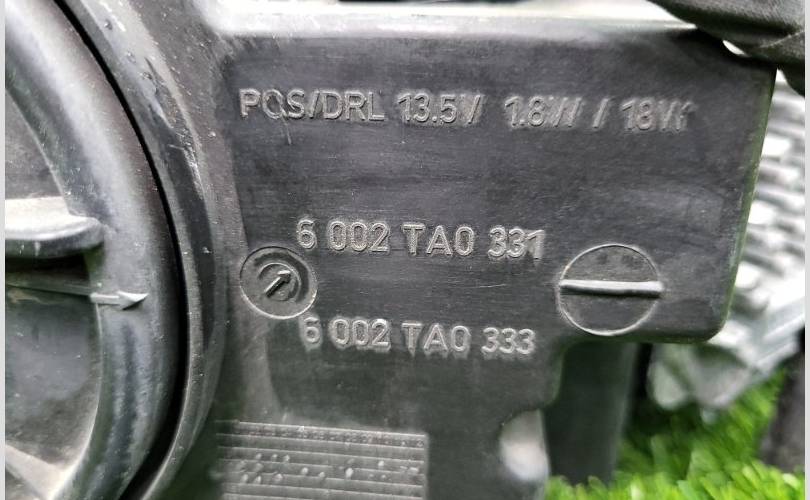 POS/DRL 13.5V 1.8W / 18W
6 002 TA0 331
6 002 TA0 333